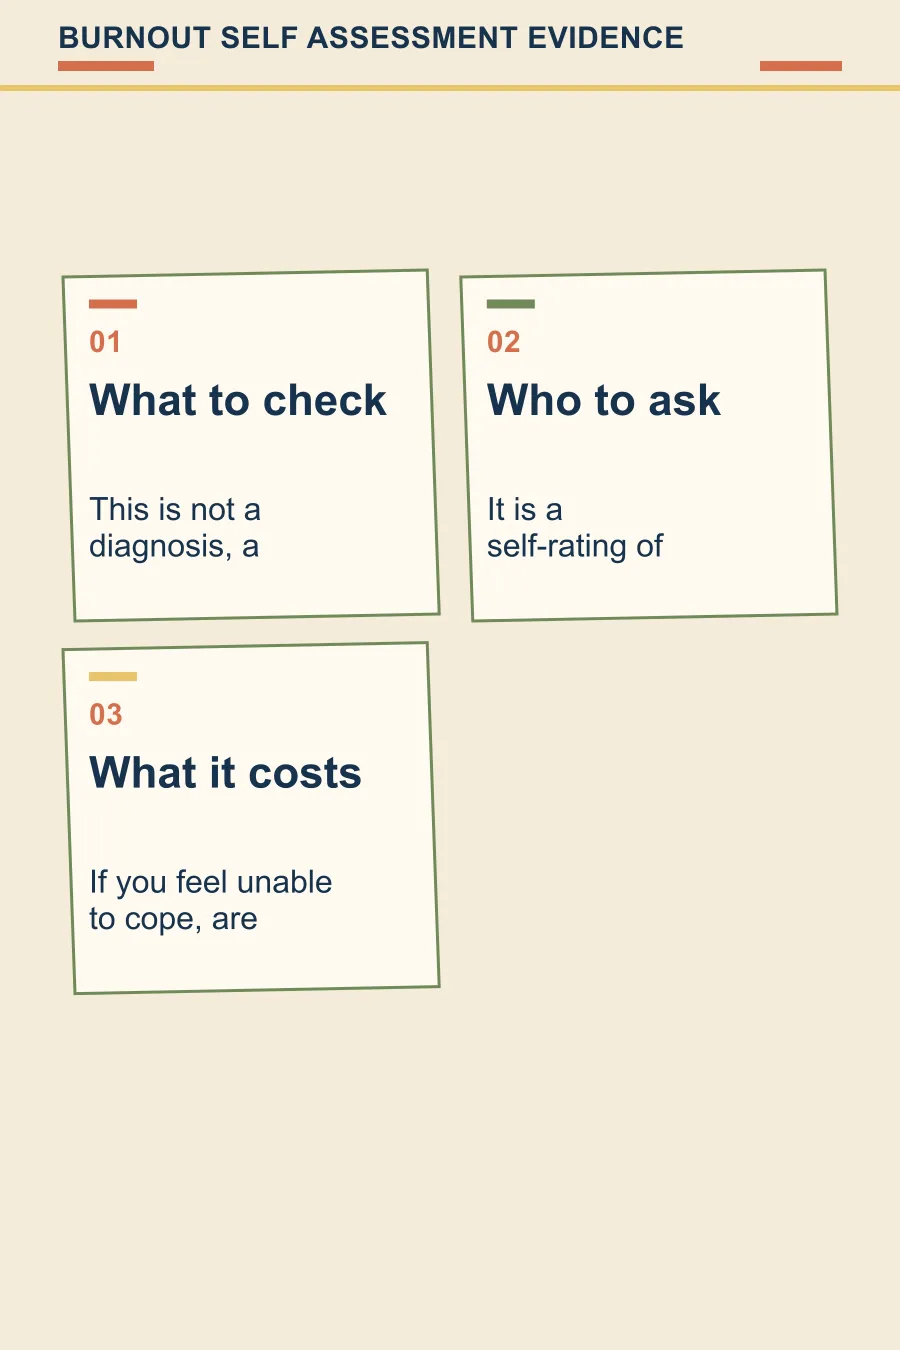 BURNOUT SELF ASSESSMENT EVIDENCE
01
What to check
This is not a
diagnosis, a
02
Who to ask
It is a
self-rating of
03
What it costs
If you feel unable
to cope, are